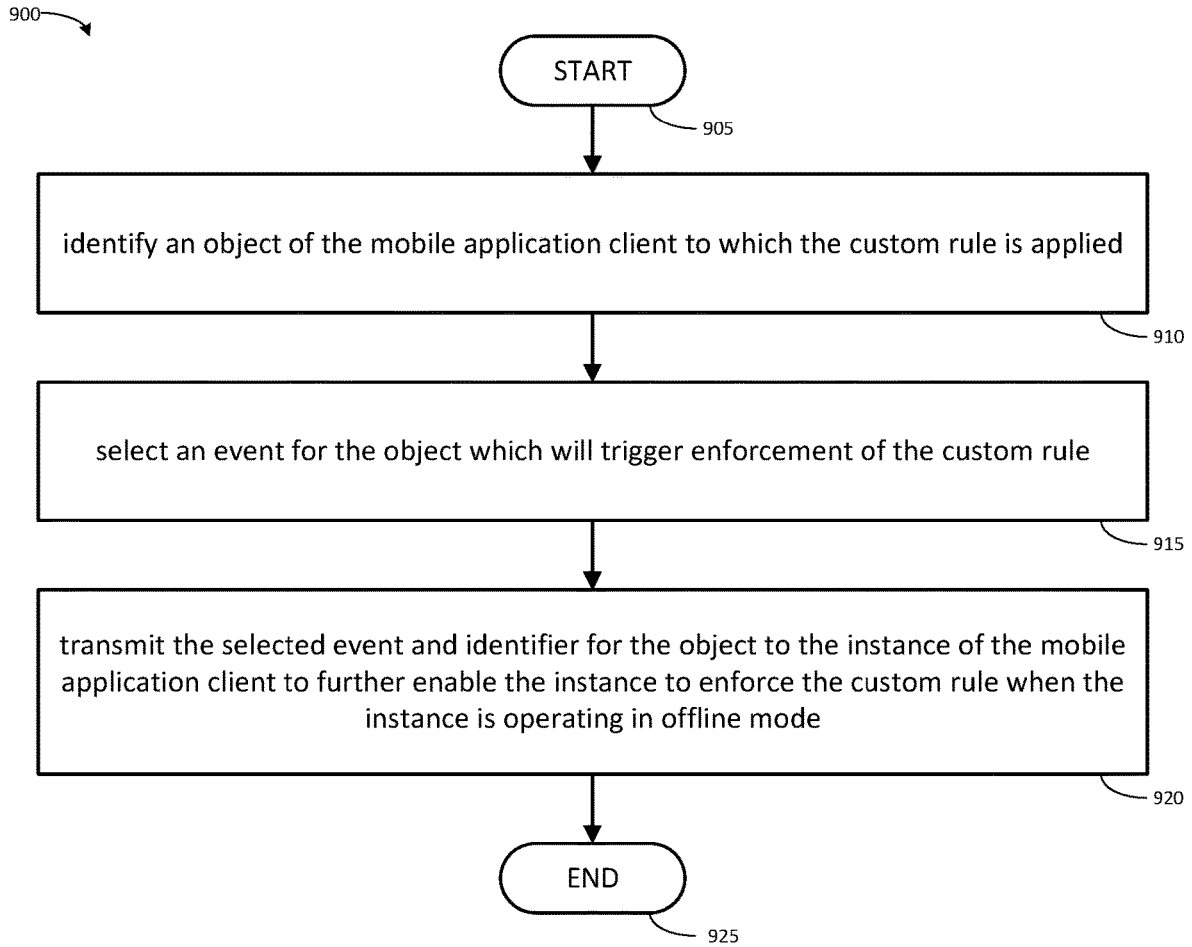 900
START
905
identify an object of the mobile application client to which the custom rule is applied
910
select an event for the object which will trigger enforcement of the custom rule
915
transmit the selected event and identifier for the object to the instance of the mobile
application client to further enable the instance to enforce the custom rule when the
instance is operating in offline mode
920
END
925